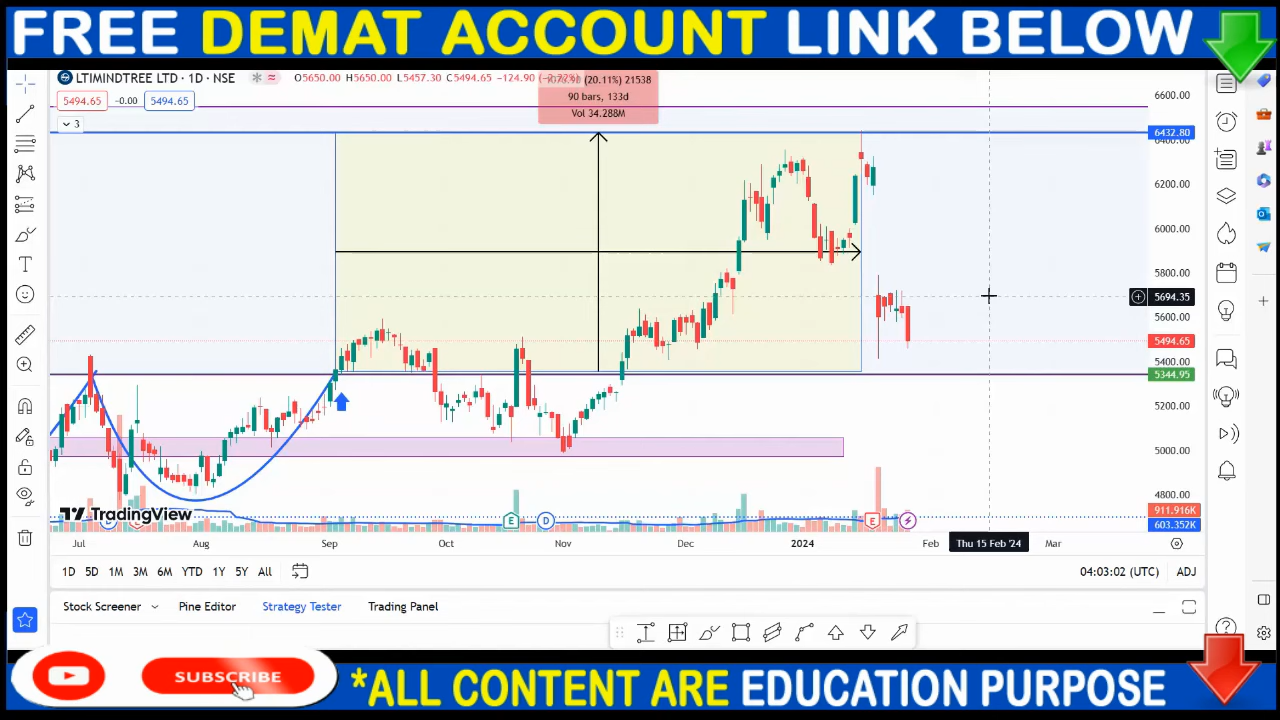 FREE DEMAT ACCOUNT LINK BELOW
LTIMINDTREE LTD · 1D · NSE O5650.00 H5650.00 L5457.30 C5494.65 −124.90
5494.65 -0.00 5494.65
3
(20.11%) 21538
90 bars, 133d
Vol 34.288M
6600.00
6432.80
6400.00
6200.00
6000.00
5800.00
5694.35
5600.00
5494.65
5400.00
5344.95
5200.00
5000.00
4800.00
911.916K
603.352K
TradingView
E D E
Jul Aug Sep Nov Dec 2024 Feb Thu 15 Feb '24 Mar
1D 5D 1M 3M 6M YTD 1Y 5Y All 04:03:02 (UTC) ADJ
Stock Screener Pine Editor Strategy Tester Trading Panel
SUBSCRIBE
*ALL CONTENT ARE EDUCATION PURPOSE